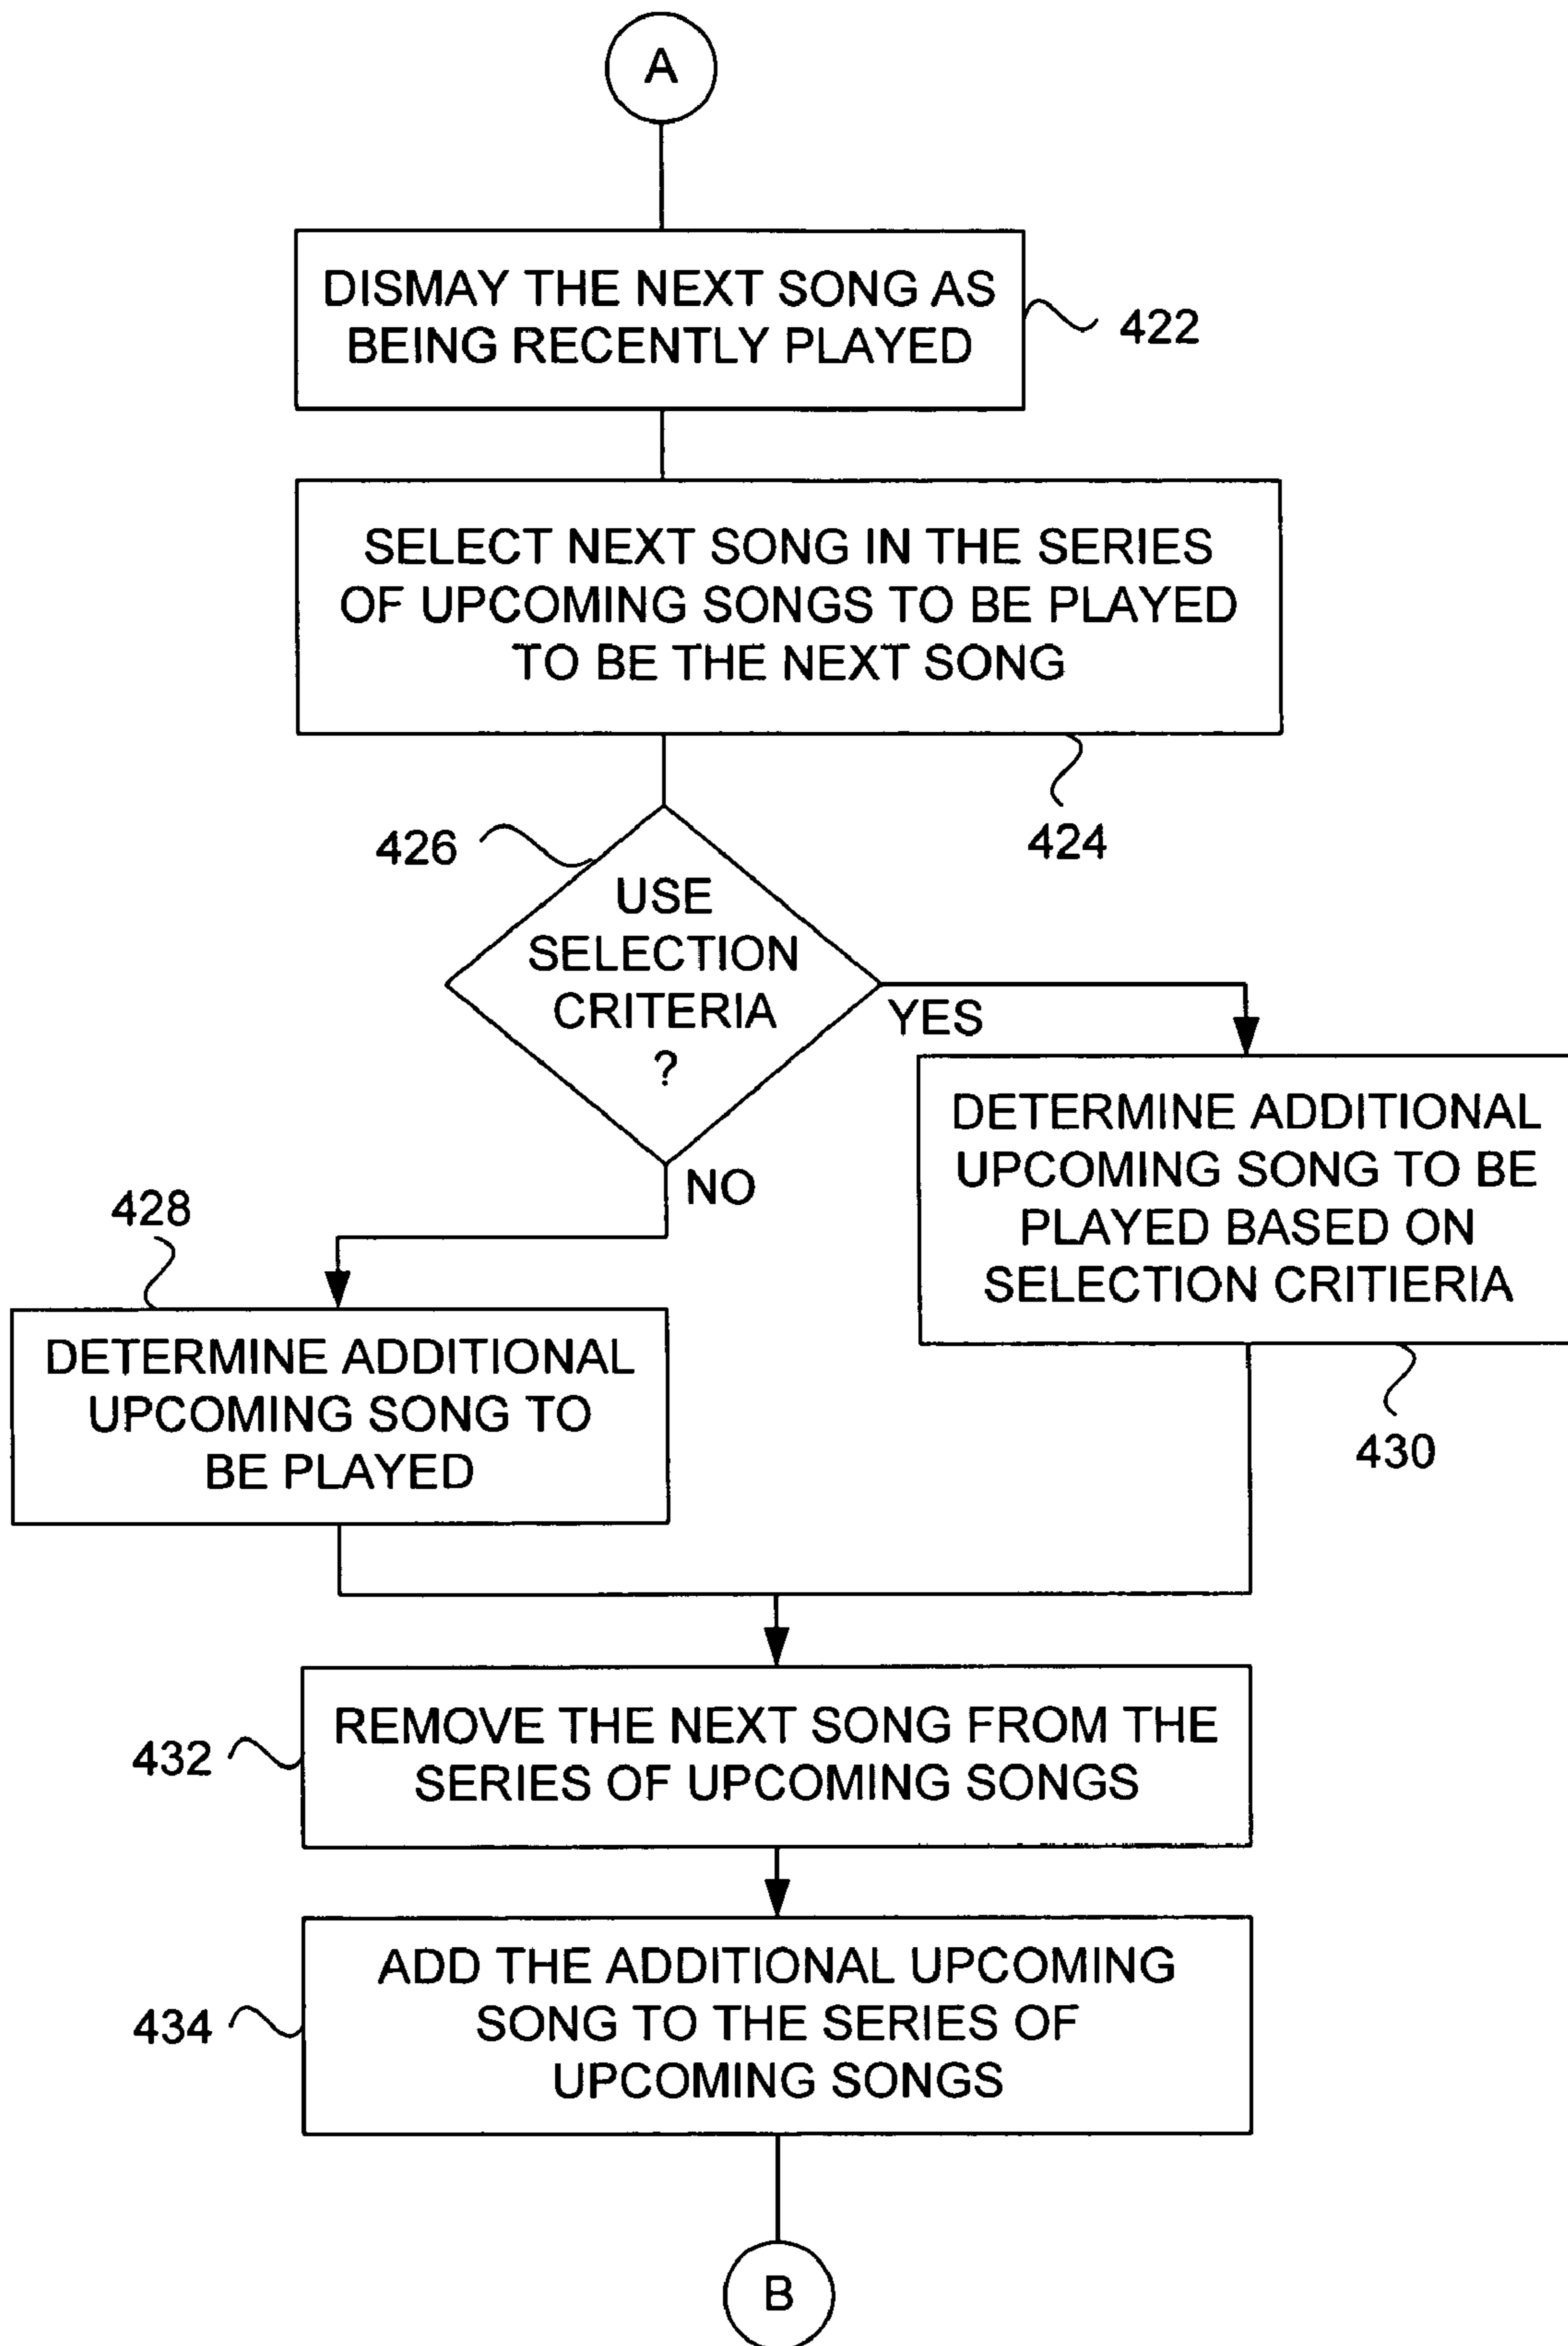 A
DISMAY THE NEXT SONG AS
BEING RECENTLY PLAYED
422
SELECT NEXT SONG IN THE SERIES
OF UPCOMING SONGS TO BE PLAYED
TO BE THE NEXT SONG
424
426
USE
SELECTION
CRITERIA
?
YES
NO
DETERMINE ADDITIONAL
UPCOMING SONG TO BE
PLAYED BASED ON
SELECTION CRITIERIA
430
428
DETERMINE ADDITIONAL
UPCOMING SONG TO
BE PLAYED
432
REMOVE THE NEXT SONG FROM THE
SERIES OF UPCOMING SONGS
434
ADD THE ADDITIONAL UPCOMING
SONG TO THE SERIES OF
UPCOMING SONGS
B